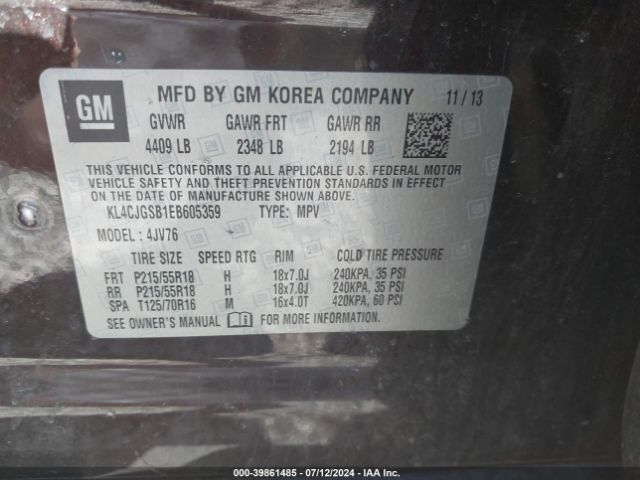 GM
MFD BY GM KOREA COMPANY 11 / 13
GVWR GAWR FRT GAWR RR
4409 LB 2348 LB 2194 LB
THIS VEHICLE CONFORMS TO ALL APPLICABLE U.S. FEDERAL MOTOR
VEHICLE SAFETY AND THEFT PREVENTION STANDARDS IN EFFECT
ON THE DATE OF MANUFACTURE SHOWN ABOVE.
KL4CJGSB1EB605359 TYPE: MPV
MODEL : 4JV76
TIRE SIZE SPEED RTG RIM COLD TIRE PRESSURE
FRT P215/55R18 H 18x7.0J 240KPA, 35 PSI
RR P215/55R18 H 18x7.0J 240KPA, 35 PSI
SPA T125/70R16 M 16x4.0T 420KPA, 60 PSI
SEE OWNER'S MANUAL FOR MORE INFORMATION.
000-39861485 - 07/12/2024 - IAA Inc.